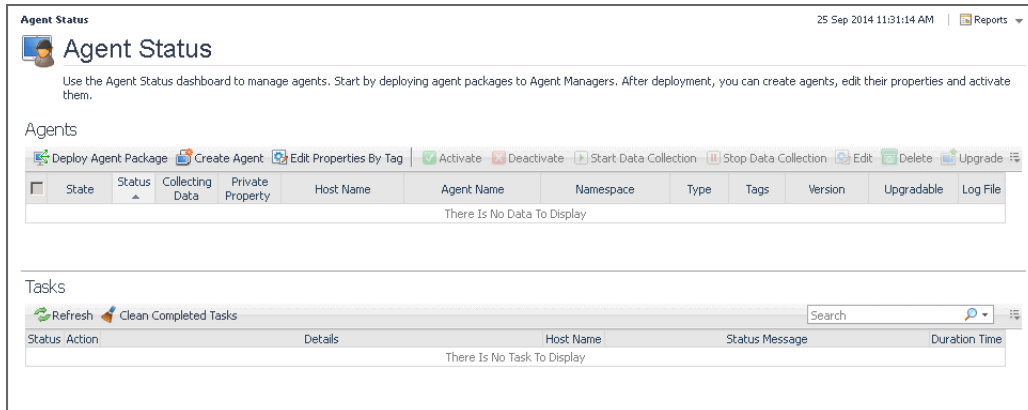 Agent Status
25 Sep 2014 11:31:14 AM
Reports
Agent Status
Use the Agent Status dashboard to manage agents. Start by deploying agent packages to Agent Managers. After deployment, you can create agents, edit their properties and activate
them.
Agents
Deploy Agent Package Create Agent Edit Properties By Tag Activate Deactivate Start Data Collection Stop Data Collection Edit Delete Upgrade
State Status Collecting Data Private Property Host Name Agent Name Namespace Type Tags Version Upgradable Log File
There Is No Data To Display
Tasks
Refresh Clean Completed Tasks Search
Status Action Details Host Name Status Message Duration Time
There Is No Task To Display